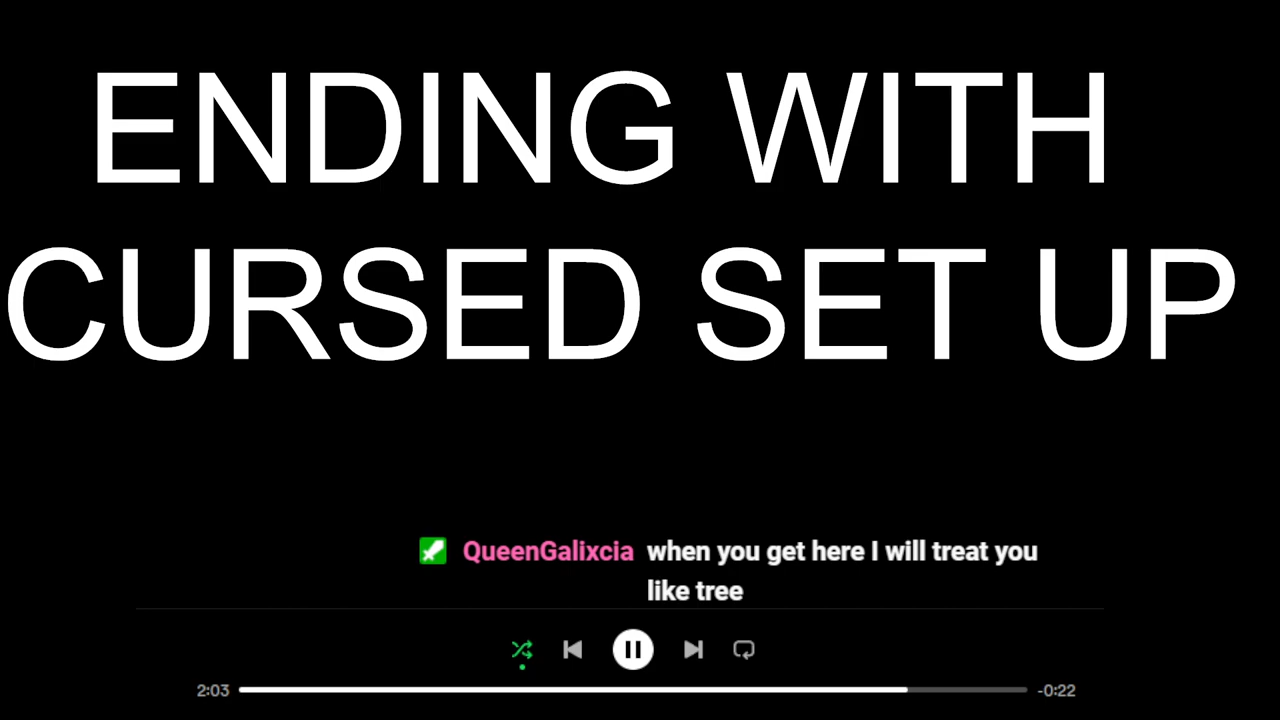 ENDING WITH
CURSED SET UP
QueenGalixcia when you get here I will treat you
like tree
2:03 -0:22